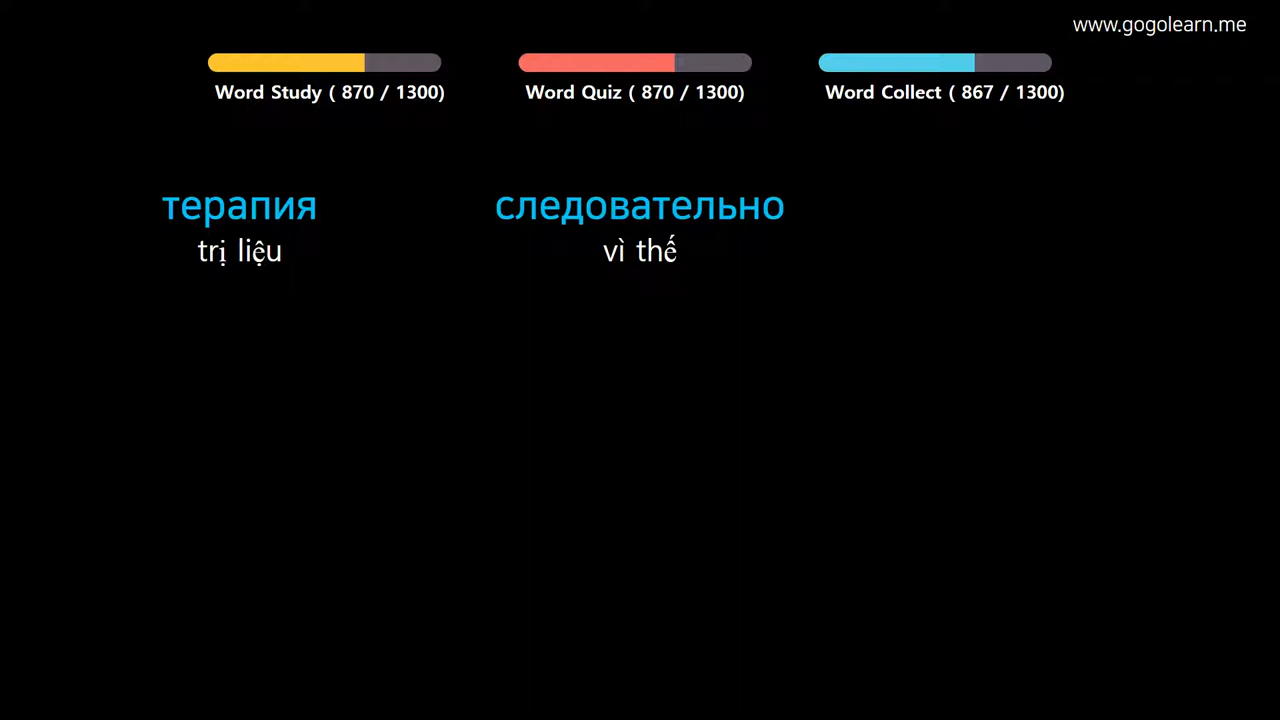 www.gogolearn.me
Word Study ( 870 / 1300)
Word Quiz ( 870 / 1300)
Word Collect ( 867 / 1300)
терапия
trị liệu
следовательно
vì thế